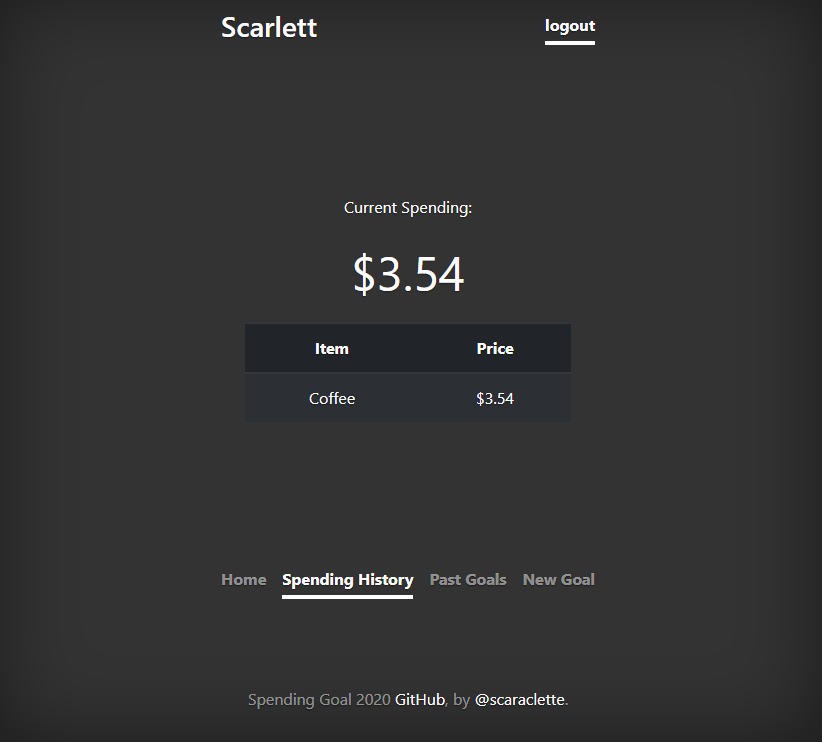 Scarlett logout
Current Spending:
$3.54
Item Price
Coffee $3.54
Home Spending History Past Goals New Goal
Spending Goal 2020 GitHub, by @scaraclette.